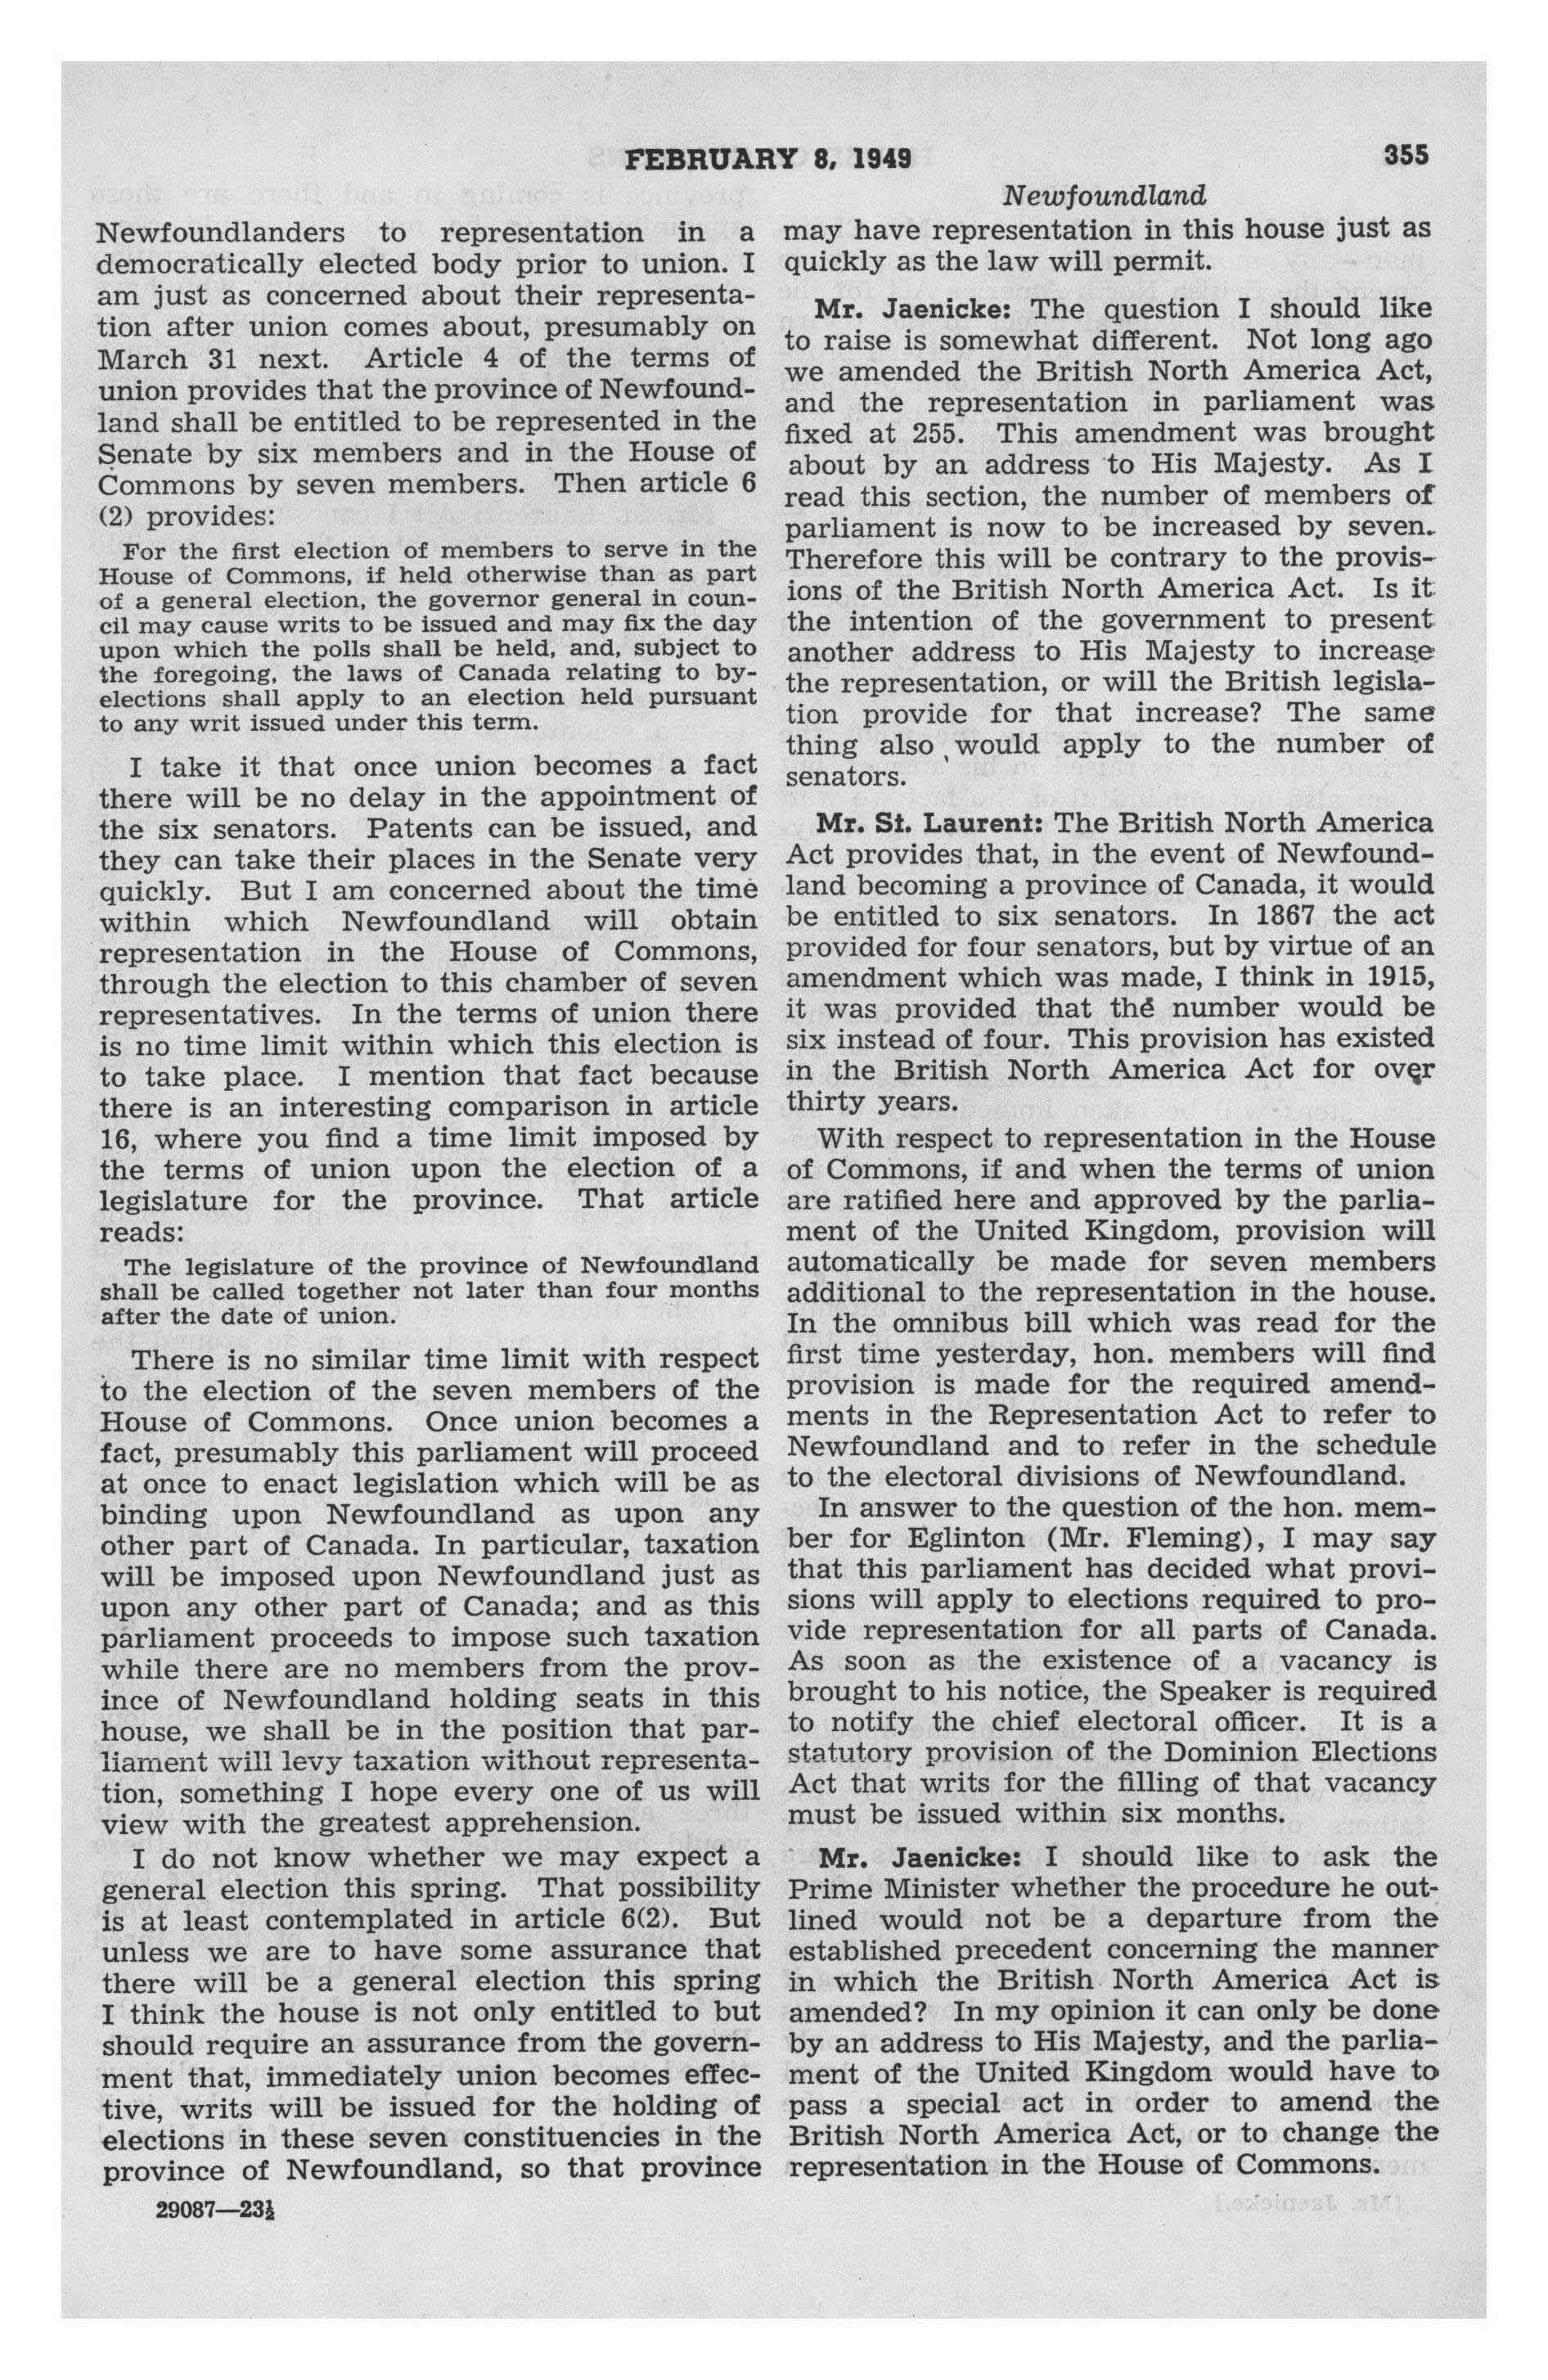 FEBRUARY 8, 1949
355
Newfoundland
Newfoundlanders to representation in a
democratically elected body prior to union. I
am just as concerned about their representa-
tion after union comes about, presumably on
March 31 next. Article 4 of the terms of
union provides that the province of Newfound-
land shall be entitled to be represented in the
Senate by six members and in the House of
Commons by seven members. Then article 6
(2) provides:
For the first election of members to serve in the
House of Commons, if held otherwise than as part
of a general election, the governor general in coun-
cil may cause writs to be issued and may fix the day
upon which the polls shall be held, and, subject to
the foregoing, the laws of Canada relating to by-
elections shall apply to an election held pursuant
to any writ issued under this term.
I take it that once union becomes a fact
there will be no delay in the appointment of
the six senators. Patents can be issued, and
they can take their places in the Senate very
quickly. But I am concerned about the time
within which Newfoundland will obtain
representation in the House of Commons,
through the election to this chamber of seven
representatives. In the terms of union there
is no time limit within which this election is
to take place. I mention that fact because
there is an interesting comparison in article
16, where you find a time limit imposed by
the terms of union upon the election of a
legislature for the province. That article
reads:
The legislature of the province of Newfoundland
shall be called together not later than four months
after the date of union.
There is no similar time limit with respect
to the election of the seven members of the
House of Commons. Once union becomes a
fact, presumably this parliament will proceed
at once to enact legislation which will be as
binding upon Newfoundland as upon any
other part of Canada. In particular, taxation
will be imposed upon Newfoundland just as
upon any other part of Canada; and as this
parliament proceeds to impose such taxation
while there are no members from the prov-
ince of Newfoundland holding seats in this
house, we shall be in the position that par-
liament will levy taxation without representa-
tion, something I hope every one of us will
view with the greatest apprehension.
I do not know whether we may expect a
general election this spring. That possibility
is at least contemplated in article 6(2). But
unless we are to have some assurance that
there will be a general election this spring
I think the house is not only entitled to but
should require an assurance from the govern-
ment that, immediately union becomes effec-
tive, writs will be issued for the holding of
elections in these seven constituencies in the
province of Newfoundland, so that province
29087—23½
may have representation in this house just as
quickly as the law will permit.
Mr. Jaenicke: The question I should like
to raise is somewhat different. Not long ago
we amended the British North America Act,
and the representation in parliament was
fixed at 255. This amendment was brought
about by an address to His Majesty. As I
read this section, the number of members of
parliament is now to be increased by seven.
Therefore this will be contrary to the provis-
ions of the British North America Act. Is it
the intention of the government to present
another address to His Majesty to increase
the representation, or will the British legisla-
tion provide for that increase? The same
thing also would apply to the number of
senators.
Mr. St. Laurent: The British North America
Act provides that, in the event of Newfound-
land becoming a province of Canada, it would
be entitled to six senators. In 1867 the act
provided for four senators, but by virtue of an
amendment which was made, I think in 1915,
it was provided that the number would be
six instead of four. This provision has existed
in the British North America Act for over
thirty years.
With respect to representation in the House
of Commons, if and when the terms of union
are ratified here and approved by the parlia-
ment of the United Kingdom, provision will
automatically be made for seven members
additional to the representation in the house.
In the omnibus bill which was read for the
first time yesterday, hon. members will find
provision is made for the required amend-
ments in the Representation Act to refer to
Newfoundland and to refer in the schedule
to the electoral divisions of Newfoundland.
In answer to the question of the hon. mem-
ber for Eglinton (Mr. Fleming), I may say
that this parliament has decided what provi-
sions will apply to elections required to pro-
vide representation for all parts of Canada.
As soon as the existence of a vacancy is
brought to his notice, the Speaker is required
to notify the chief electoral officer. It is a
statutory provision of the Dominion Elections
Act that writs for the filling of that vacancy
must be issued within six months.
Mr. Jaenicke: I should like to ask the
Prime Minister whether the procedure he out-
lined would not be a departure from the
established precedent concerning the manner
in which the British North America Act is
amended? In my opinion it can only be done
by an address to His Majesty, and the parlia-
ment of the United Kingdom would have to
pass a special act in order to amend the
British North America Act, or to change the
representation in the House of Commons.